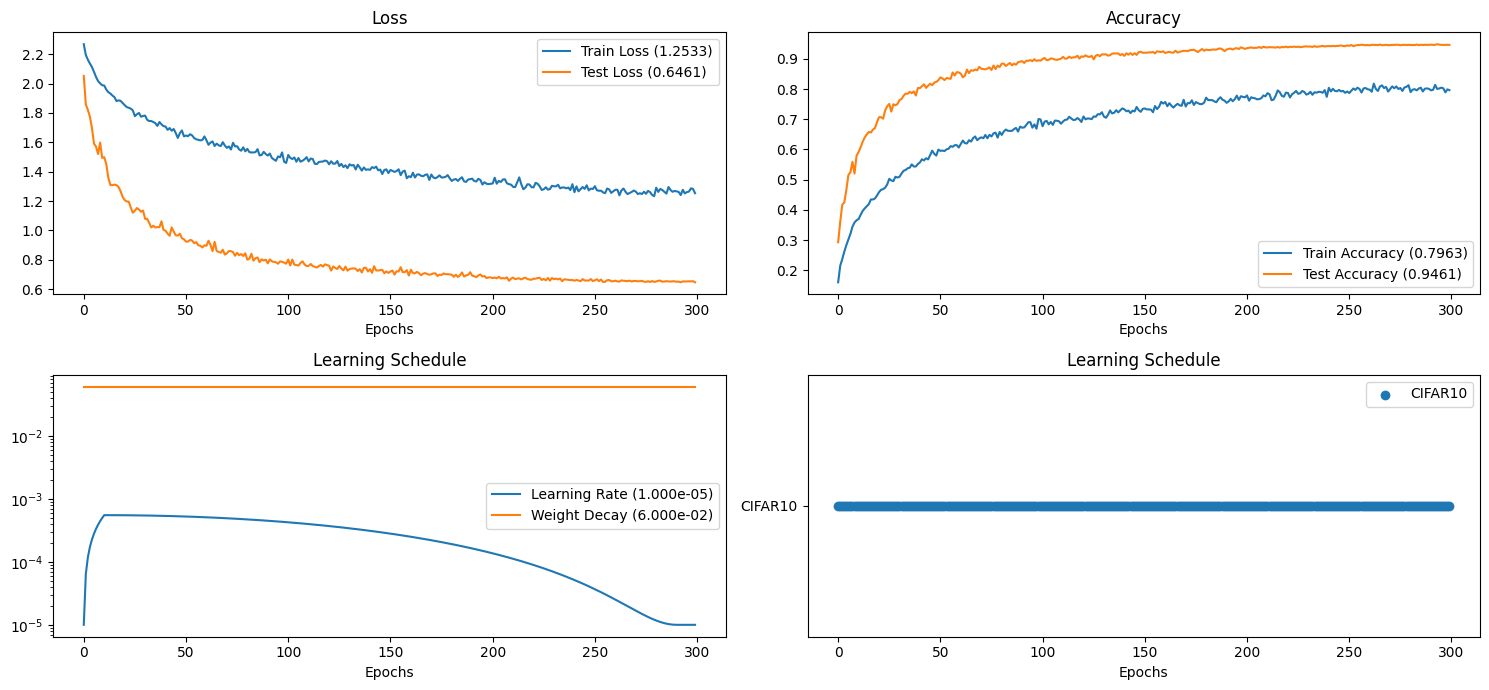 Loss
2.2
2.0
1.8
1.6
1.4
1.2
1.0
0.8
0.6
Train Loss (1.2533)
Test Loss (0.6461)
0 50 100 150 200 250 300
Epochs
Accuracy
0.9
0.8
0.7
0.6
0.5
0.4
0.3
0.2
Train Accuracy (0.7963)
Test Accuracy (0.9461)
0 50 100 150 200 250 300
Epochs
Learning Schedule
10⁻²
10⁻³
10⁻⁴
10⁻⁵
Learning Rate (1.000e-05)
Weight Decay (6.000e-02)
0 50 100 150 200 250 300
Epochs
Learning Schedule
CIFAR10
CIFAR10
0 50 100 150 200 250 300
Epochs